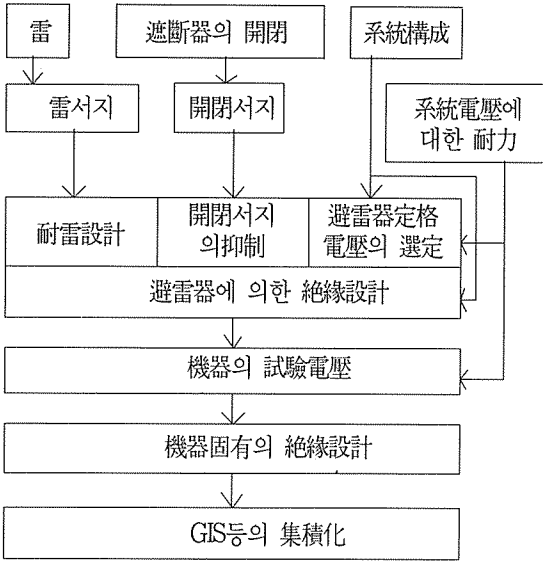 雷
遮斷器의 開閉
系統構成
雷서지
開閉서지
系統電壓에
대한 耐力
耐雷設計
開閉서지
의抑制
避雷器定格
電壓의 選定
避雷器에 의한 絶緣設計
機器의 試驗電壓
機器固有의 絶緣設計
GIS등의 集積化